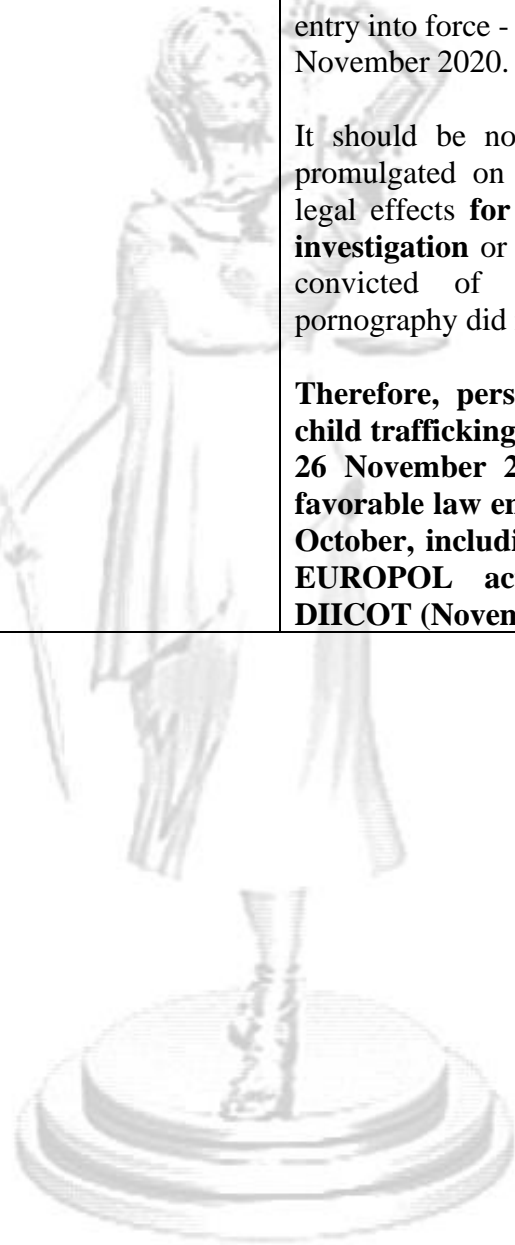 entry into force -
November 2020.
It should be no
promulgated on
legal effects for
investigation or
convicted of
pornography did
Therefore, pers
child trafficking
26 November 2
favorable law en
October, includi
EUROPOL ac
DIICOT (Noven